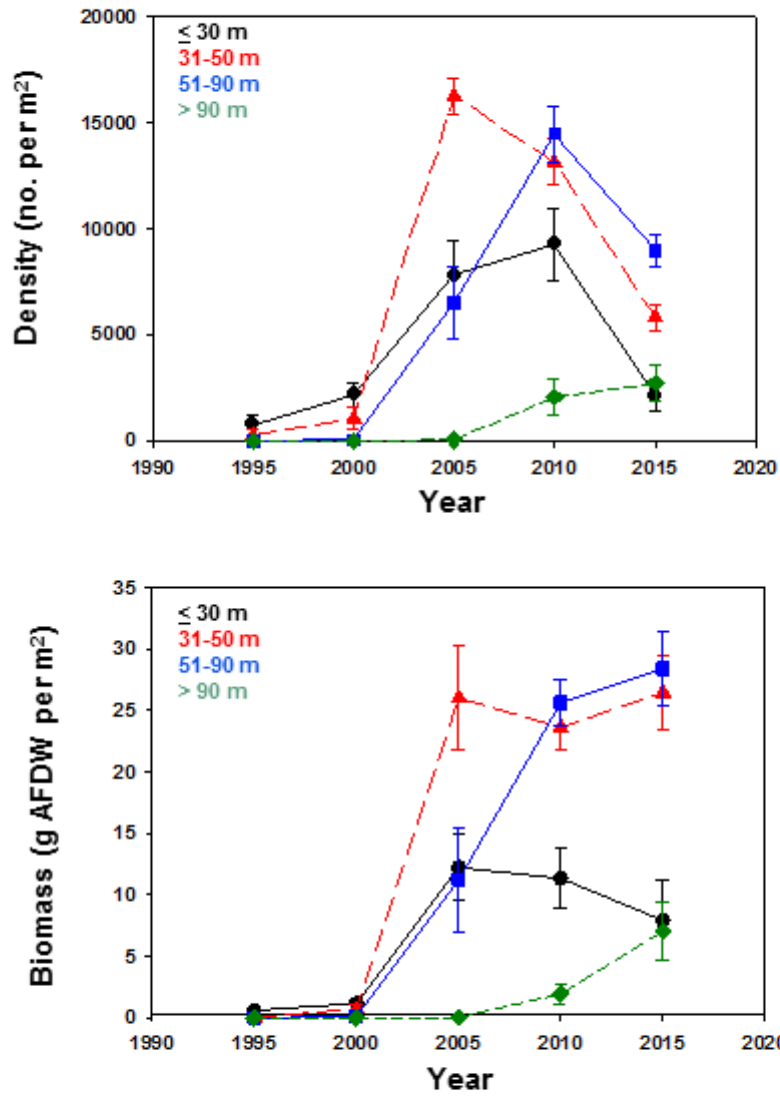 20000
15000
10000
5000
0
Density (no. per m²)
≤ 30 m
31-50 m
51-90 m
> 90 m
1990 1995 2000 2005 2010 2015 2020
Year
35
30
25
20
15
10
5
0
Biomass (g AFDW per m²)
≤ 30 m
31-50 m
51-90 m
> 90 m
1990 1995 2000 2005 2010 2015 2020
Year